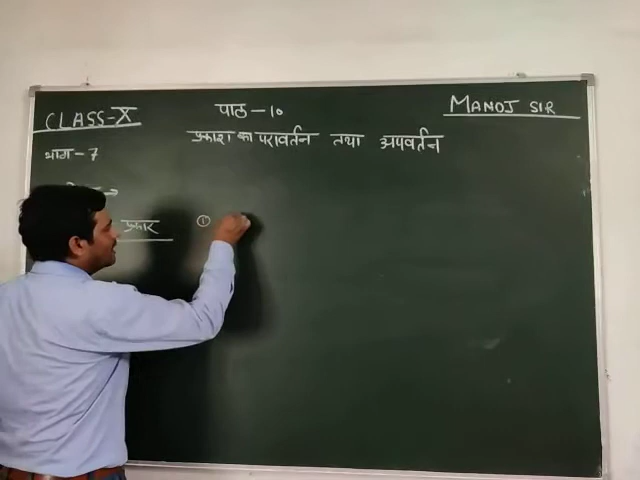 CLASS-X
पाठ-10
MANOJ SIR
प्रकाश का परावर्तन तथा अपवर्तन
भाग-7
प्रकार ①